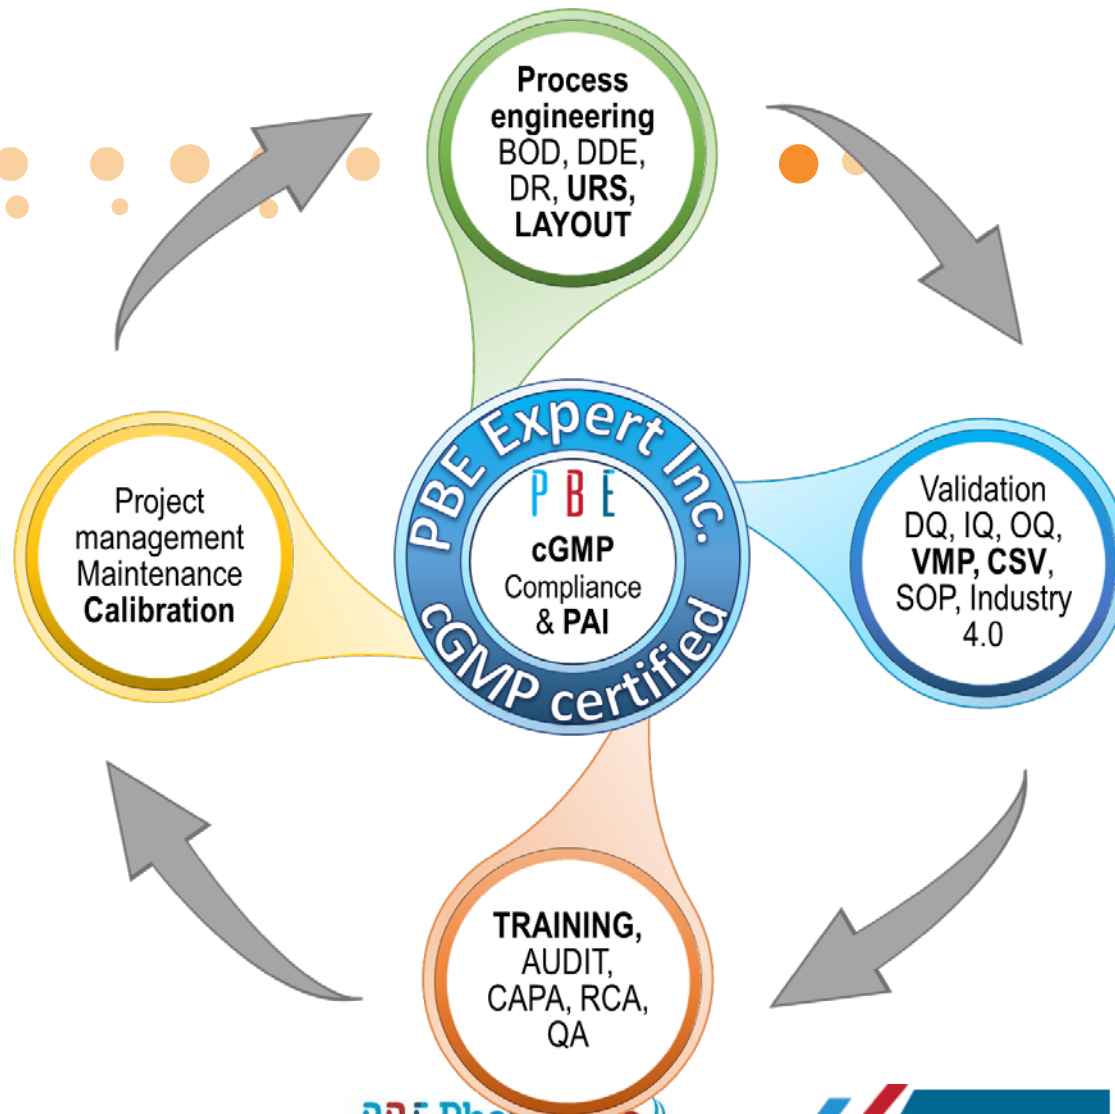 Process
engineering
BOD, DDE,
DR, URS,
LAYOUT
PBE Expert Inc.
PBE
cGMP
Compliance
& PAI
cGMP certified
Project
management
Maintenance
Calibration
Validation
DQ, IQ, OQ,
VMP, CSV,
SOP, Industry
4.0
TRAINING,
AUDIT,
CAPA, RCA,
QA
PBE